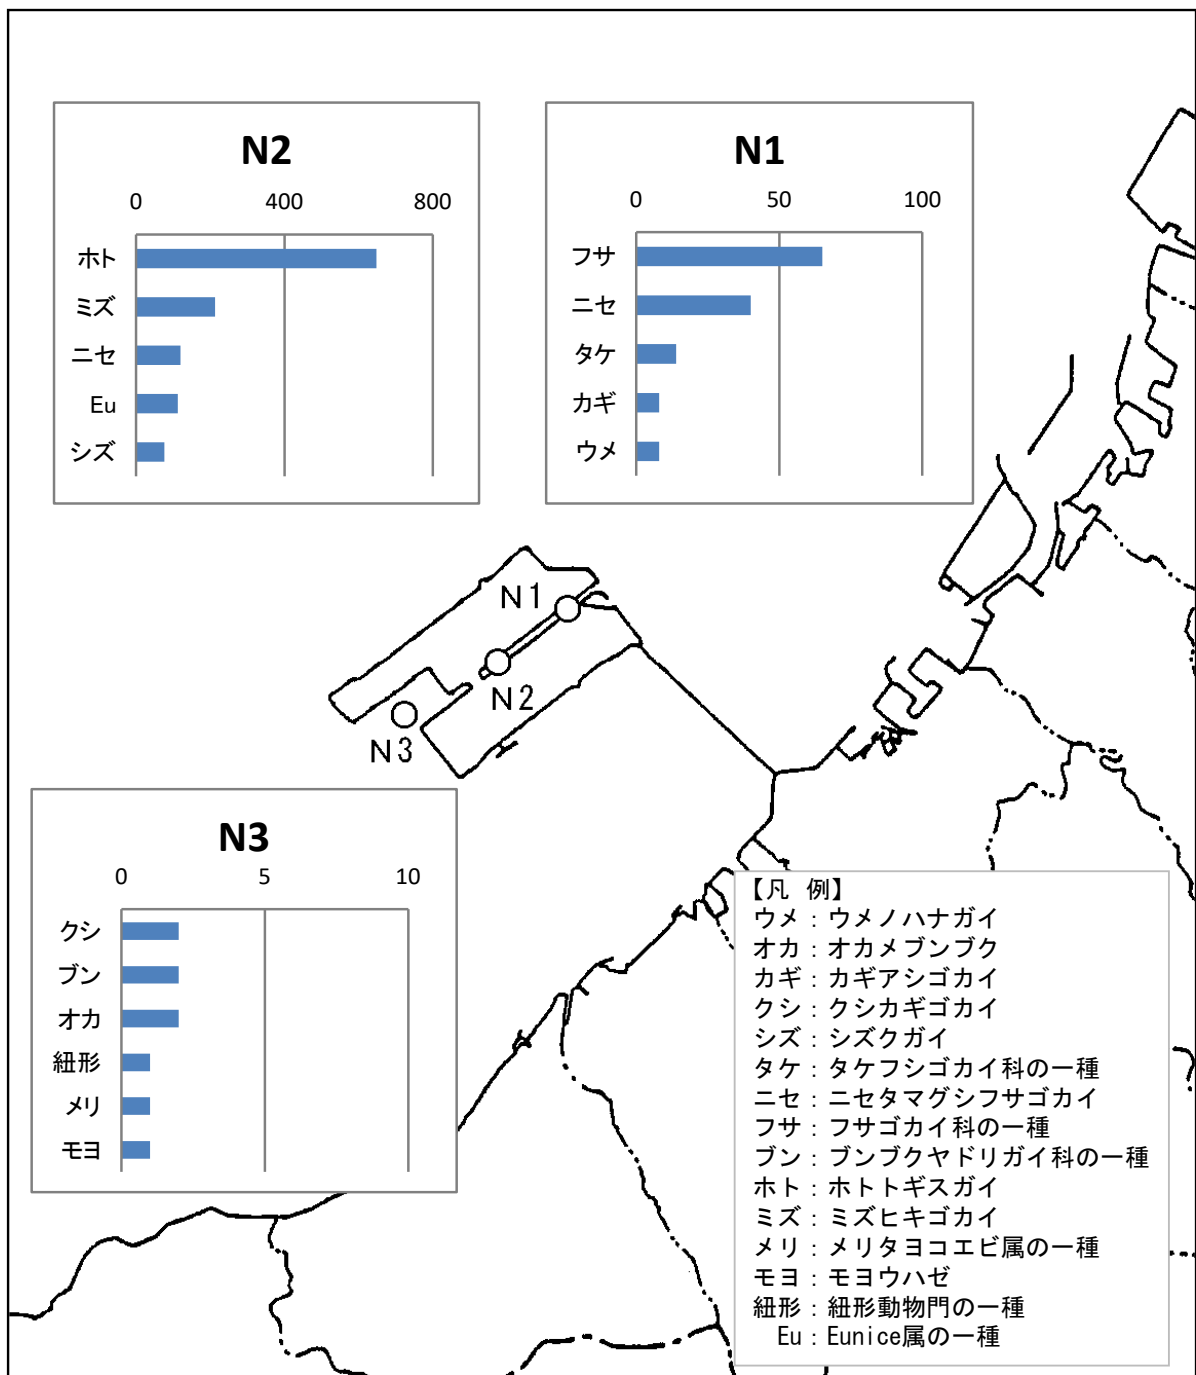 N2
0 400 800
ホト
ミズ
ニセ
Eu
シズ
N1
0 50 100
フサ
ニセ
タケ
カギ
ウメ
N1
N2
N3
N3
0 5 10
クシ
ブン
オカ
紐形
メリ
モヨ
【凡 例】
ウメ：ウメノハナガイ
オカ：オカメブンブク
カギ：カギアシゴカイ
クシ：クシカギゴカイ
シズ：シズクガイ
タケ：タケフシゴカイ科の一種
ニセ：ニセタマグシフサゴカイ
フサ：フサゴカイ科の一種
ブン：ブンブクヤドリガイ科の一種
ホト：ホトトギスガイ
ミズ：ミズヒキゴカイ
メリ：メリタヨコエビ属の一種
モヨ：モヨウハゼ
紐形：紐形動物門の一種
Eu：Eunice属の一種